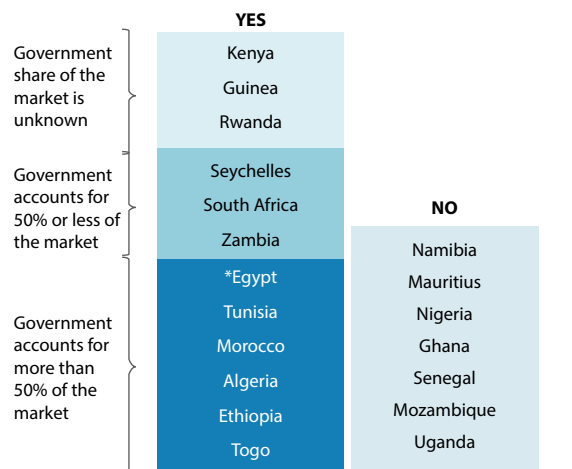 YES
Government
share of the
market is
unknown
Kenya
Guinea
Rwanda
Government
accounts for
50% or less of
the market
Seychelles
South Africa
Zambia
Government
accounts for
more than
50% of the
market
*Egypt
Tunisia
Morocco
Algeria
Ethiopia
Togo
NO
Namibia
Mauritius
Nigeria
Ghana
Senegal
Mozambique
Uganda